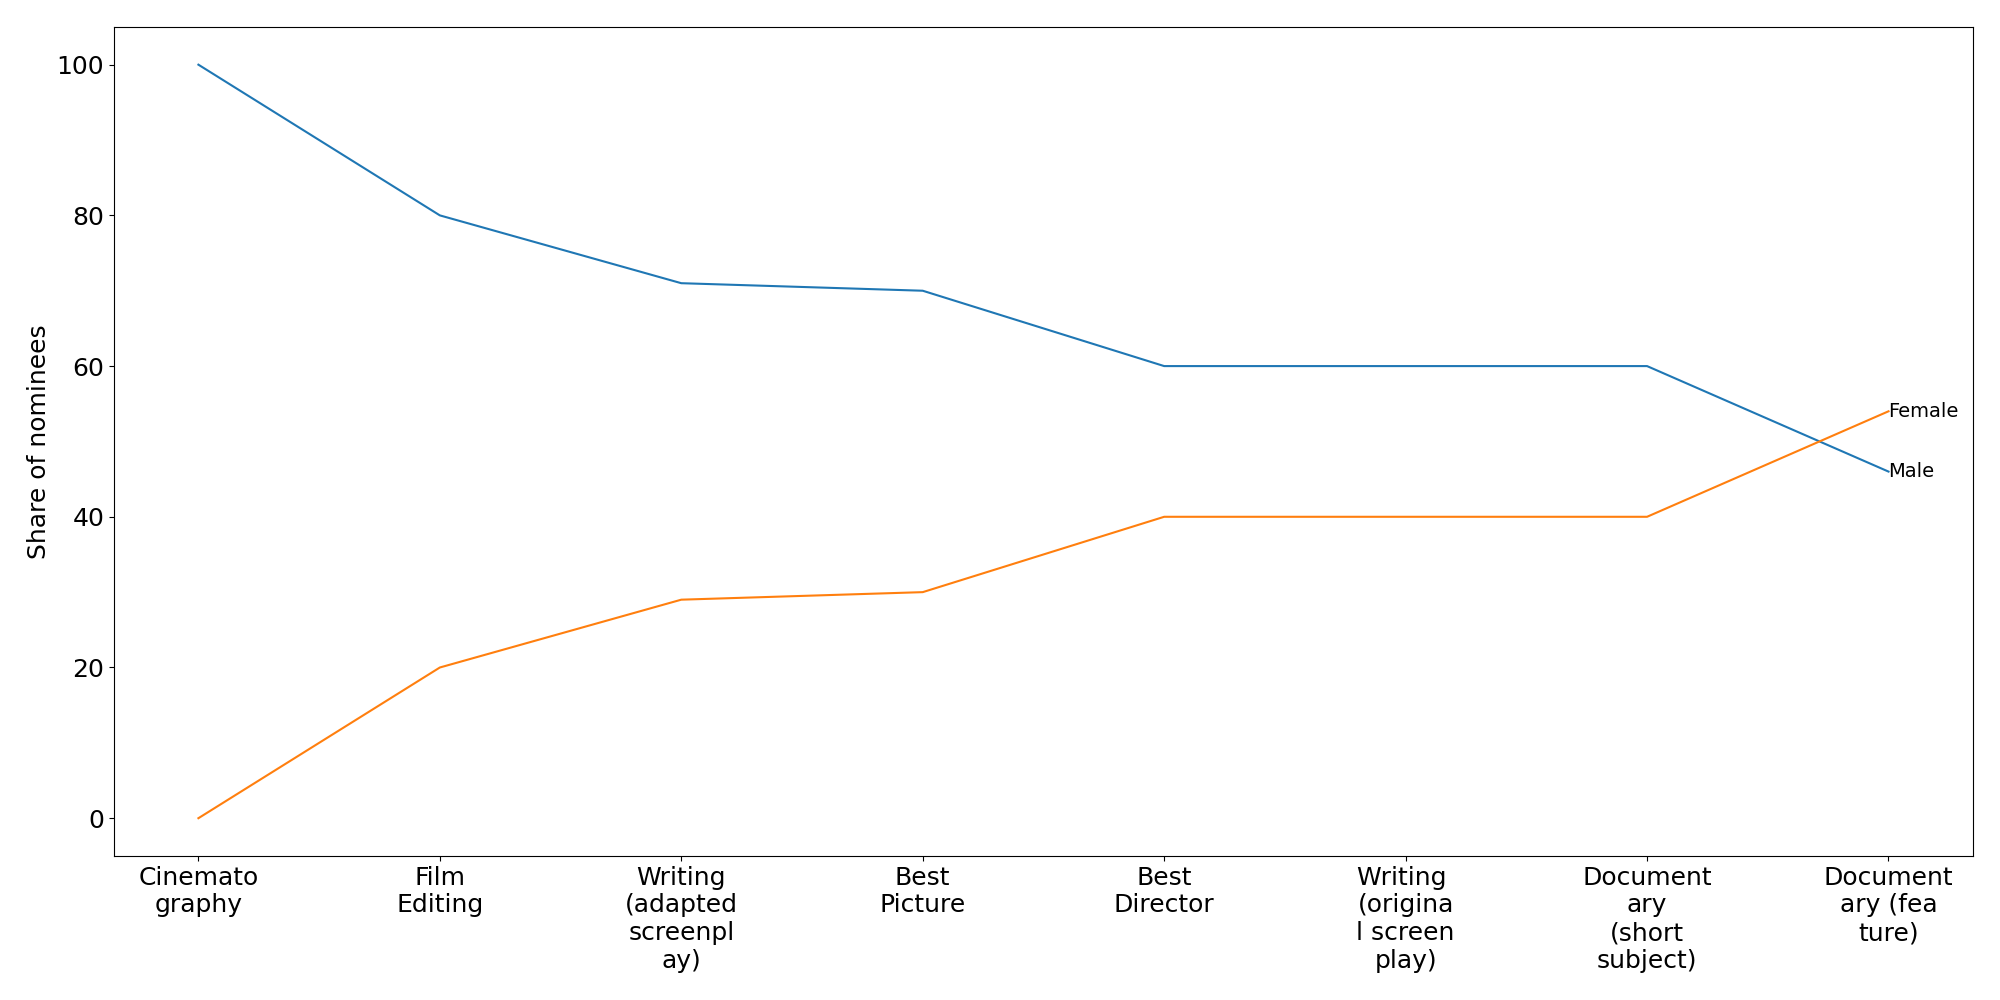 Share of nominees
100
80
60
40
20
0
Female
Male
Cinemato
graphy
Film
Editing
Writing
(adapted
screenpl
ay)
Best
Picture
Best
Director
Writing
(origina
l screen
play)
Document
ary
(short
subject)
Document
ary (fea
ture)